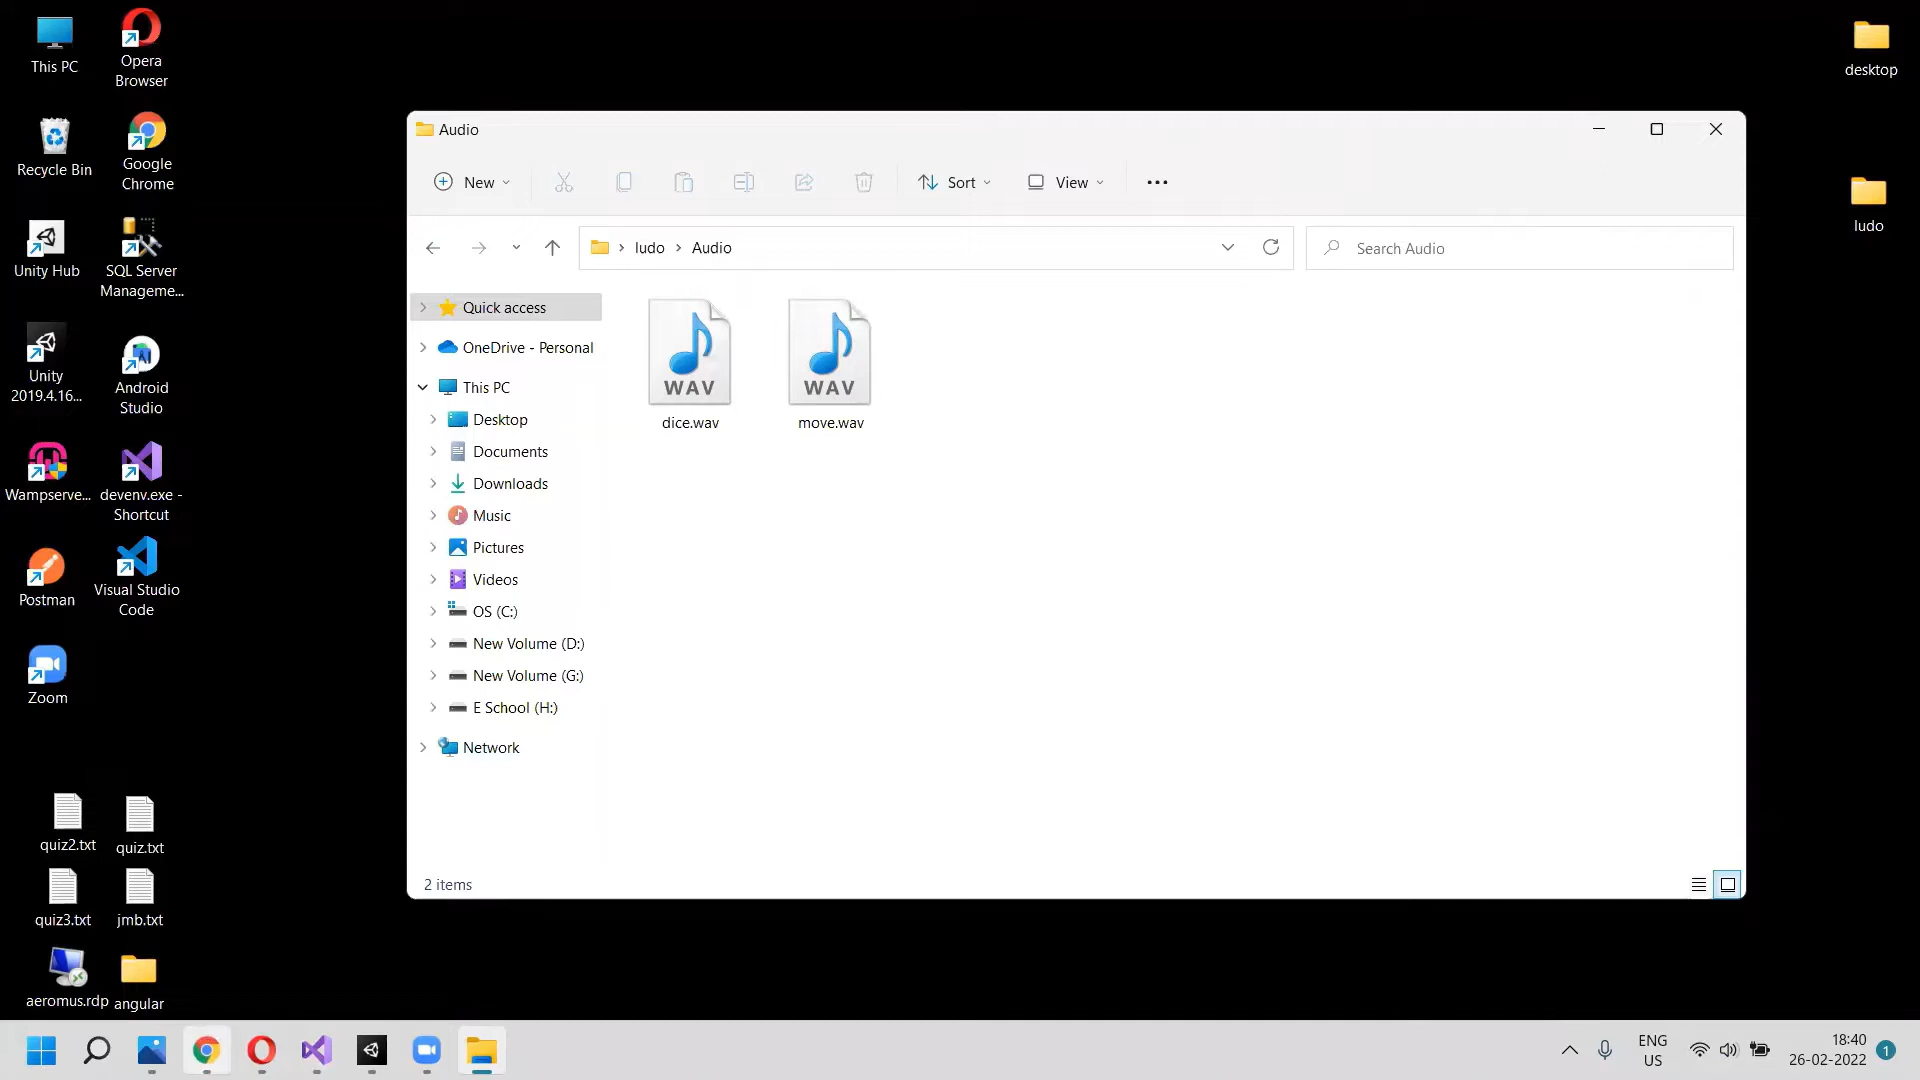 This PC
Opera
Browser
desktop
Recycle Bin
Google
Chrome
ludo
Unity Hub
SQL Server
Manageme...
Unity
2019.4.16...
Android
Studio
Wampserve...
devenv.exe -
Shortcut
Postman
Visual Studio
Code
Zoom
quiz2.txt
quiz.txt
quiz3.txt
jmb.txt
aeromus.rdp
angular
Audio
New
Sort
View
ludo > Audio
Search Audio
Quick access
OneDrive - Personal
This PC
Desktop
Documents
Downloads
Music
Pictures
Videos
OS (C:)
New Volume (D:)
New Volume (G:)
E School (H:)
Network
WAV
dice.wav
WAV
move.wav
2 items
ENG
US
18:40
26-02-2022
1